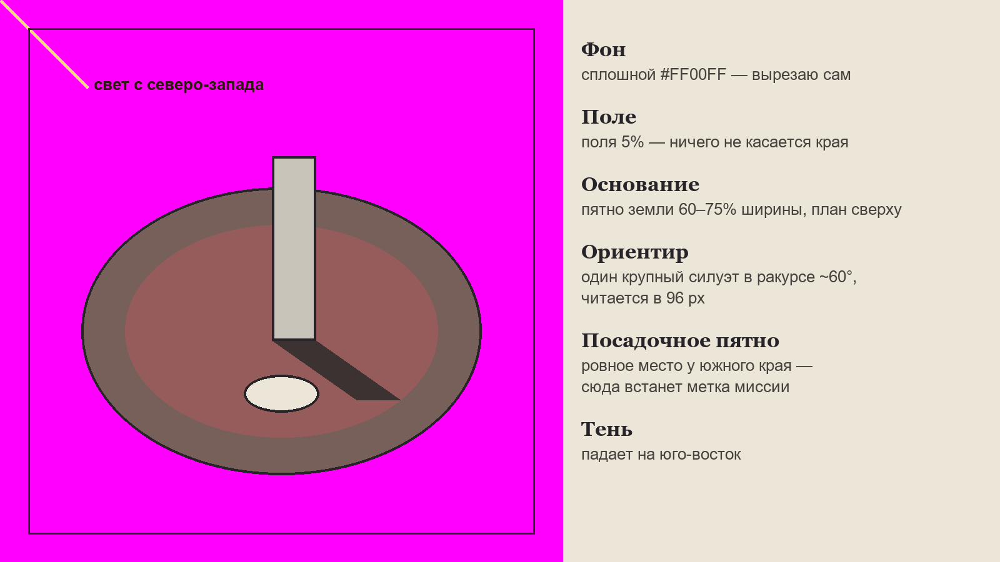 свет с северо-запада
Фон
сплошной #FF00FF — вырезаю сам
Поле
поля 5% — ничего не касается края
Основание
пятно земли 60–75% ширины, план сверху
Ориентир
один крупный силуэт в ракурсе ~60°,
читается в 96 px
Посадочное пятно
ровное место у южного края —
сюда встанет метка миссии
Тень
падает на юго-восток